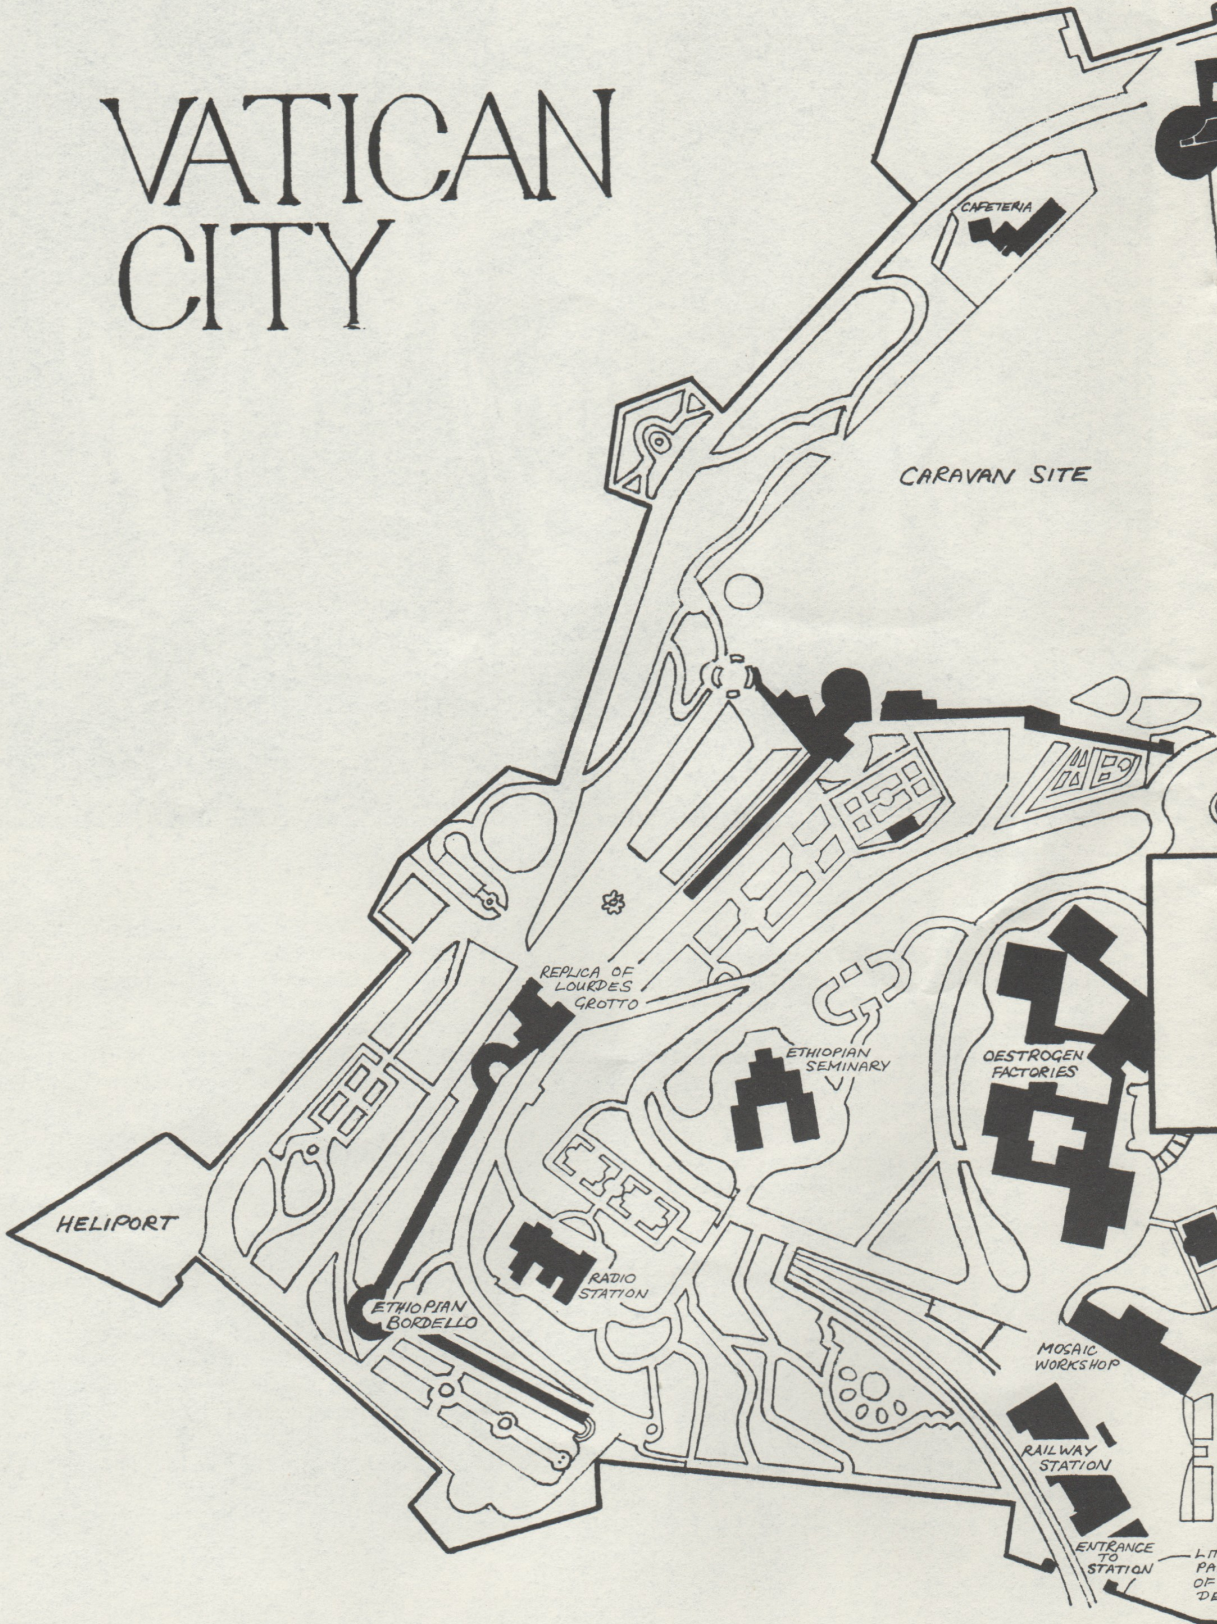 VATICAN
CITY
CAFETERIA
CARAVAN SITE
REPLICA OF
LOURDES
GROTTO
ETHIOPIAN
SEMINARY
OESTROGEN
FACTORIES
HELIPORT
RADIO
STATION
ETHIOPIAN
BORDELLO
MOSAIC
WORKSHOP
RAILWAY
STATION
ENTRANCE
TO
STATION
OF